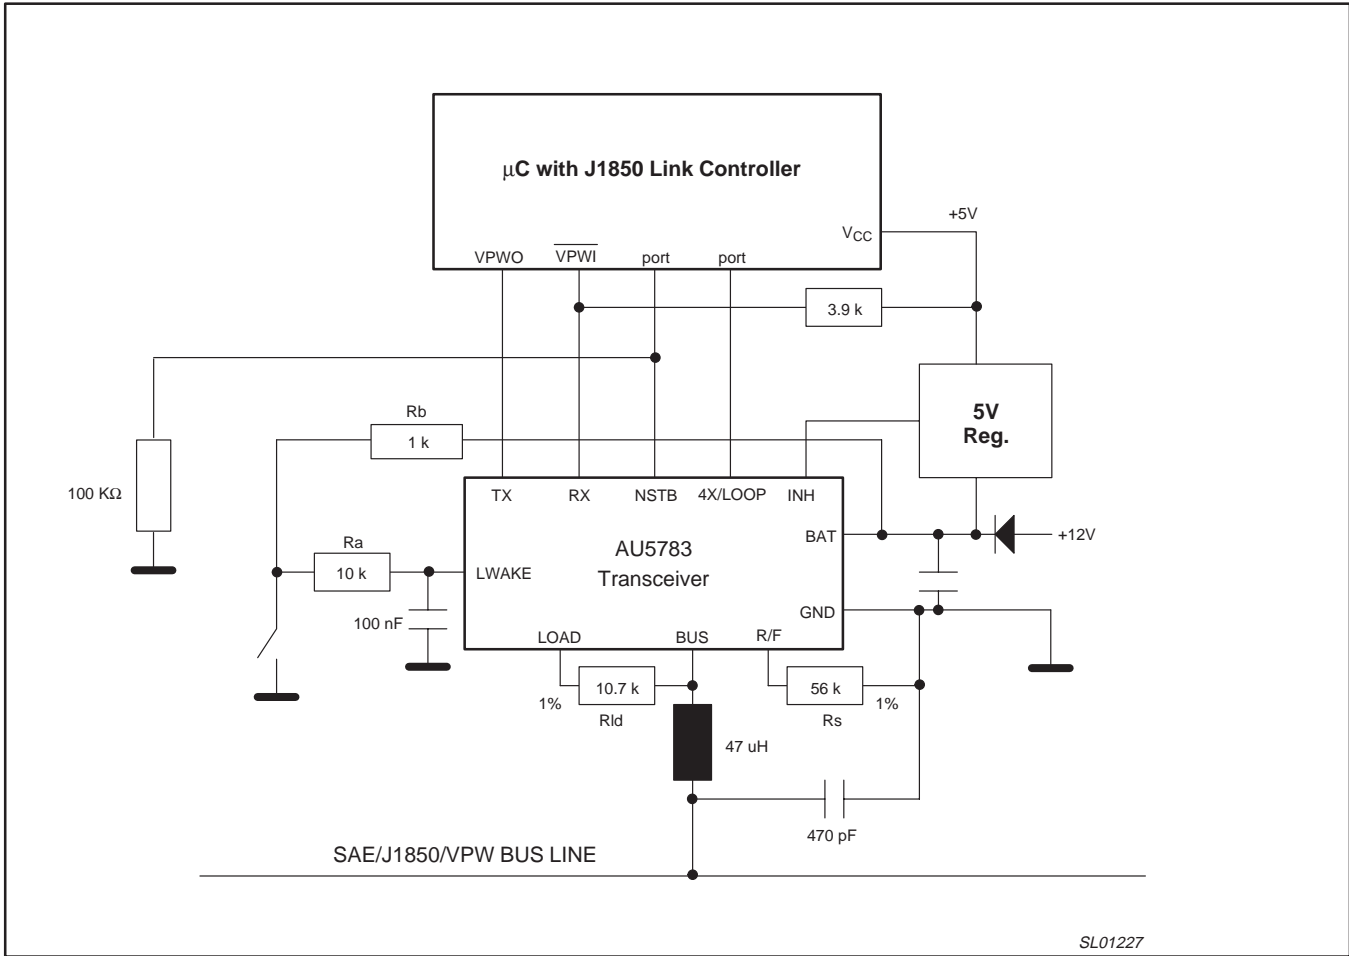 μC with J1850 Link Controller
+5V
VCC
VPWO
VPWI
port
port
3.9 k
5V
Reg.
Rb
1 k
100 KΩ
TX
RX
NSTB
4X/LOOP
INH
BAT
+12V
AU5783
Transceiver
Ra
10 k
LWAKE
100 nF
GND
LOAD
BUS
R/F
10.7 k
56 k
1%
1%
Rld
Rs
47 uH
470 pF
SAE/J1850/VPW BUS LINE
SL01227